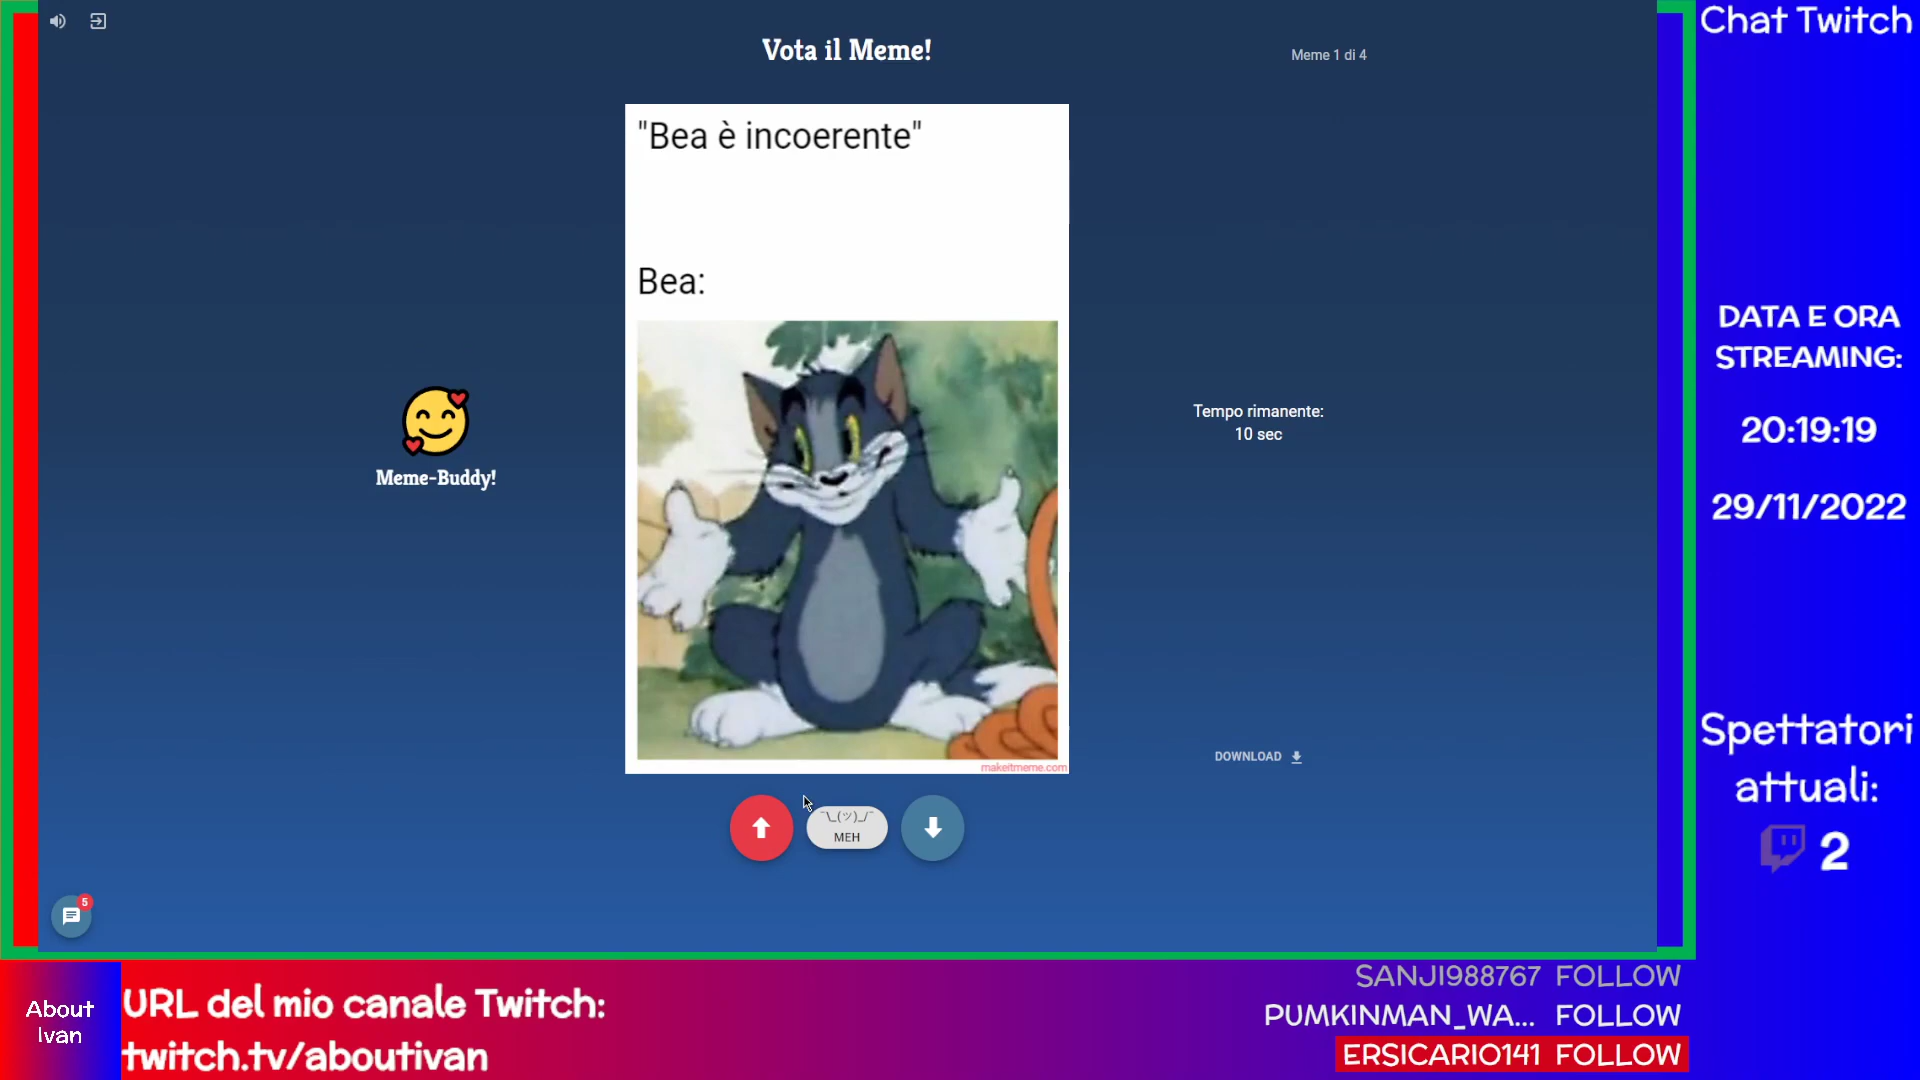 Vota il Meme!
Meme 1 di 4
"Bea è incoerente"
Bea:
makeitmeme.com
Meme-Buddy!
Tempo rimanente:
10 sec
DOWNLOAD
¯\_(ツ)_/¯
MEH
5
Chat Twitch
DATA E ORA
STREAMING:
20:19:19
29/11/2022
Spettatori
attuali:
2
About
Ivan
URL del mio canale Twitch:
twitch.tv/aboutivan
SANJI988767 FOLLOW
PUMKINMAN_WA... FOLLOW
ERSICARIO141 FOLLOW